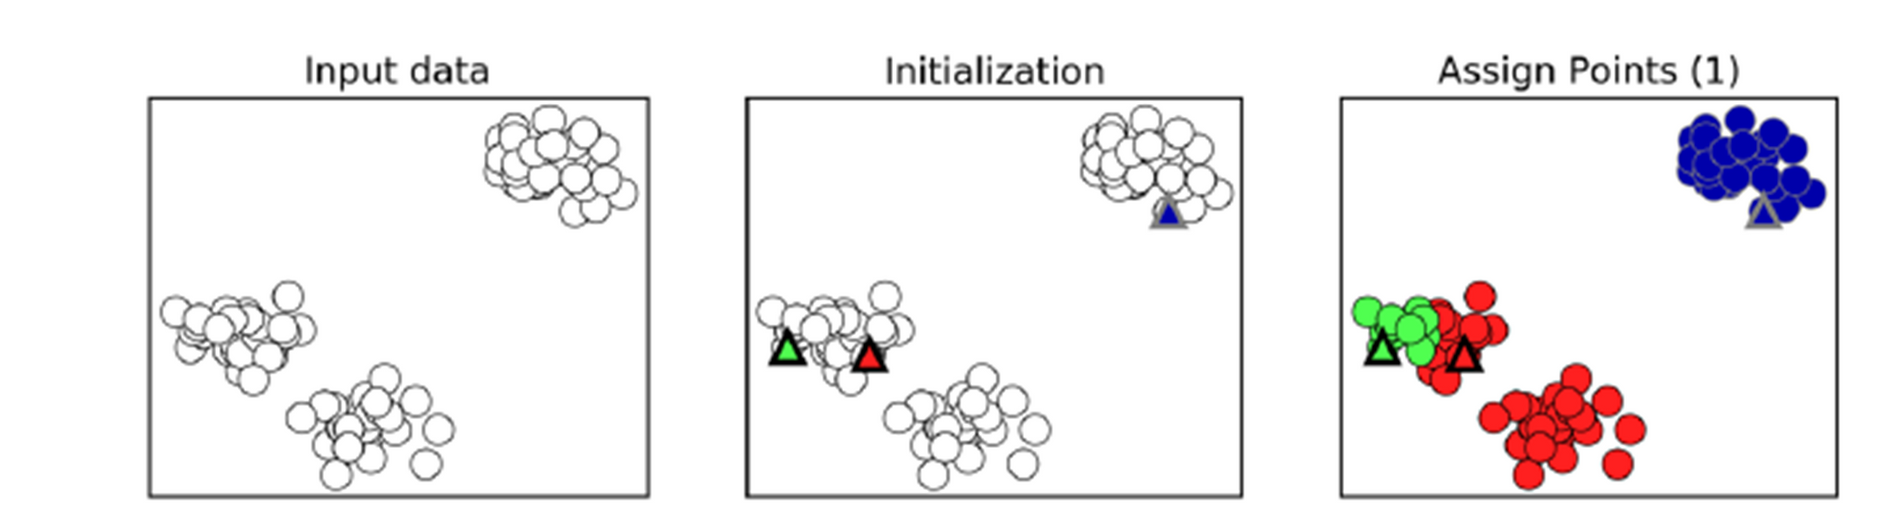 Input data
Initialization
Assign Points (1)